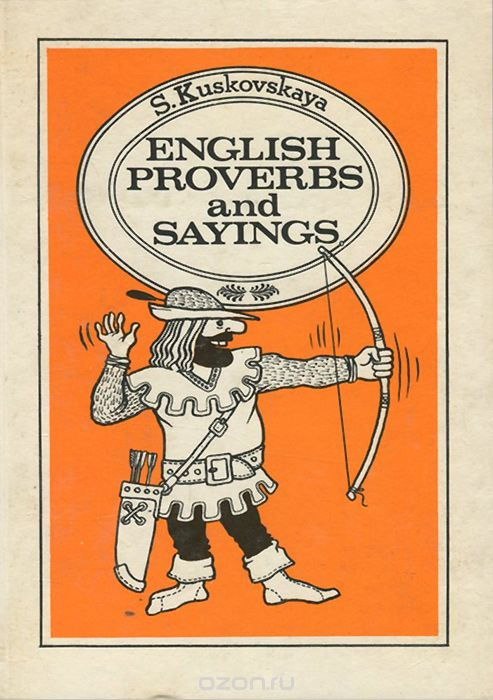 S. Kuskovskaya
ENGLISH
PROVERBS
and
SAYINGS
ozon.ru